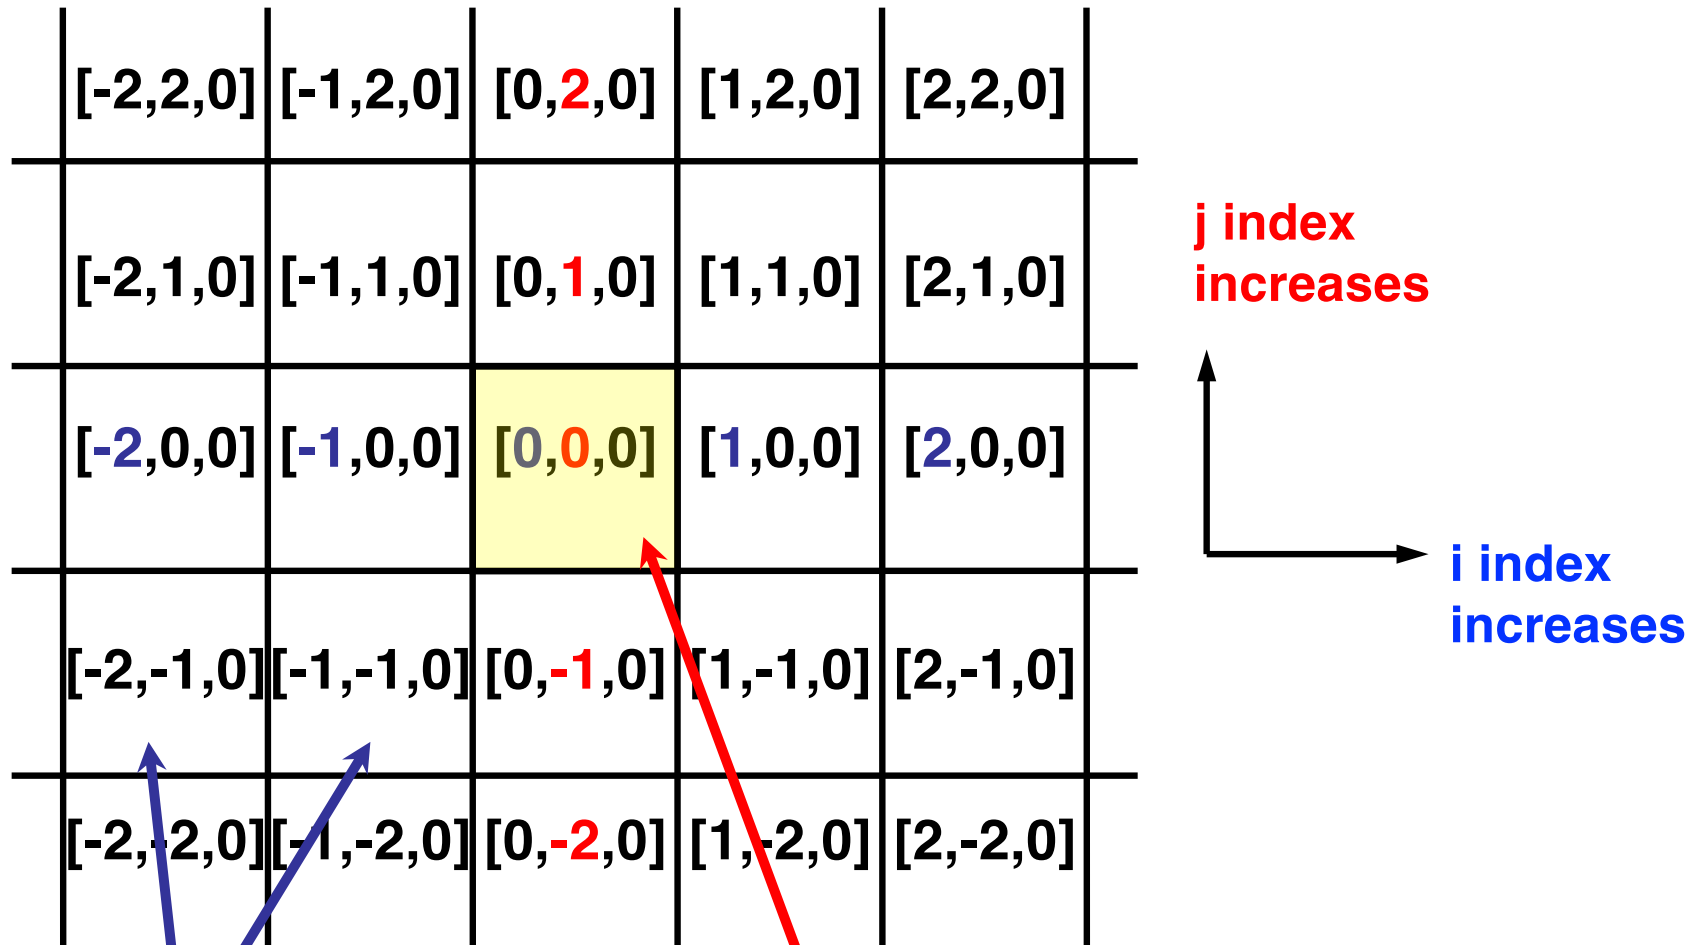 [-2,2,0] [-1,2,0] [0,2,0] [1,2,0] [2,2,0]
[-2,1,0] [-1,1,0] [0,1,0] [1,1,0] [2,1,0]
[-2,0,0] [-1,0,0] [0,0,0] [1,0,0] [2,0,0]
[-2,-1,0] [-1,-1,0] [0,-1,0] [1,-1,0] [2,-1,0]
[-2,-2,0] [-1,-2,0] [0,-2,0] [1,-2,0] [2,-2,0]
j index
increases
i index
increases